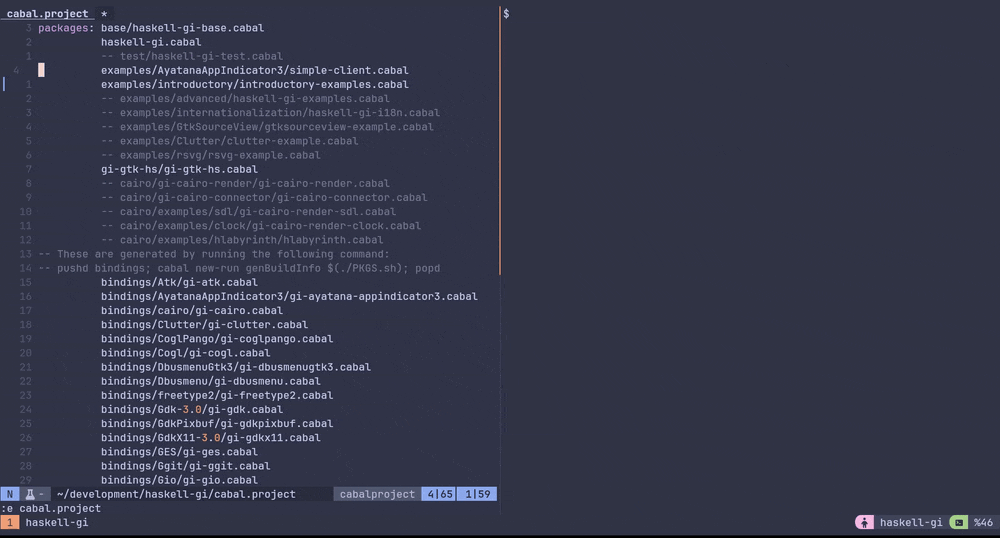 cabal.project *
3 packages: base/haskell-gi-base.cabal
2 haskell-gi.cabal
1 -- test/haskell-gi-test.cabal
4 examples/AyatanaAppIndicator3/simple-client.cabal
1 examples/introductory/introductory-examples.cabal
2 -- examples/advanced/haskell-gi-examples.cabal
3 -- examples/internationalization/haskell-gi-i18n.cabal
4 -- examples/GtkSourceView/gtksourceview-example.cabal
5 -- examples/Clutter/clutter-example.cabal
6 -- examples/rsvg/rsvg-example.cabal
7 gi-gtk-hs/gi-gtk-hs.cabal
8 -- cairo/gi-cairo-render/gi-cairo-render.cabal
9 -- cairo/gi-cairo-connector/gi-cairo-connector.cabal
10 -- cairo/examples/sdl/gi-cairo-render-sdl.cabal
11 -- cairo/examples/clock/gi-cairo-render-clock.cabal
12 -- cairo/examples/hlabyrinth/hlabyrinth.cabal
13 -- These are generated by running the following command:
14 -- pushd bindings; cabal new-run genBuildInfo $(./PKGS.sh); popd
15 bindings/Atk/gi-atk.cabal
16 bindings/AyatanaAppIndicator3/gi-ayatana-appindicator3.cabal
17 bindings/cairo/gi-cairo.cabal
18 bindings/Clutter/gi-clutter.cabal
19 bindings/CoglPango/gi-coglpango.cabal
20 bindings/Cogl/gi-cogl.cabal
21 bindings/DbusmenuGtk3/gi-dbusmenugtk3.cabal
22 bindings/Dbusmenu/gi-dbusmenu.cabal
23 bindings/freetype2/gi-freetype2.cabal
24 bindings/Gdk-3.0/gi-gdk.cabal
25 bindings/GdkPixbuf/gi-gdkpixbuf.cabal
26 bindings/GdkX11-3.0/gi-gdkx11.cabal
27 bindings/GES/gi-ges.cabal
28 bindings/Ggit/gi-ggit.cabal
29 bindings/Gio/gi-gio.cabal
N - ~/development/haskell-gi/cabal.project cabalproject 4|65 1|59
:e cabal.project
1 haskell-gi
$
haskell-gi %46